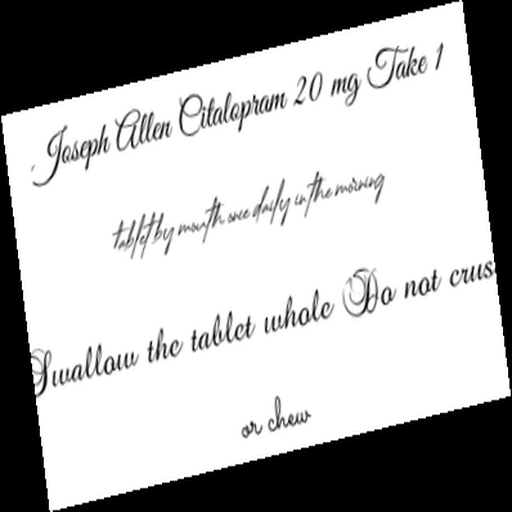 Joseph Allen Citalopram 20 mg Take 1
tablet by mouth once daily in the morning
Swallow the tablet whole Do not crus
or chew